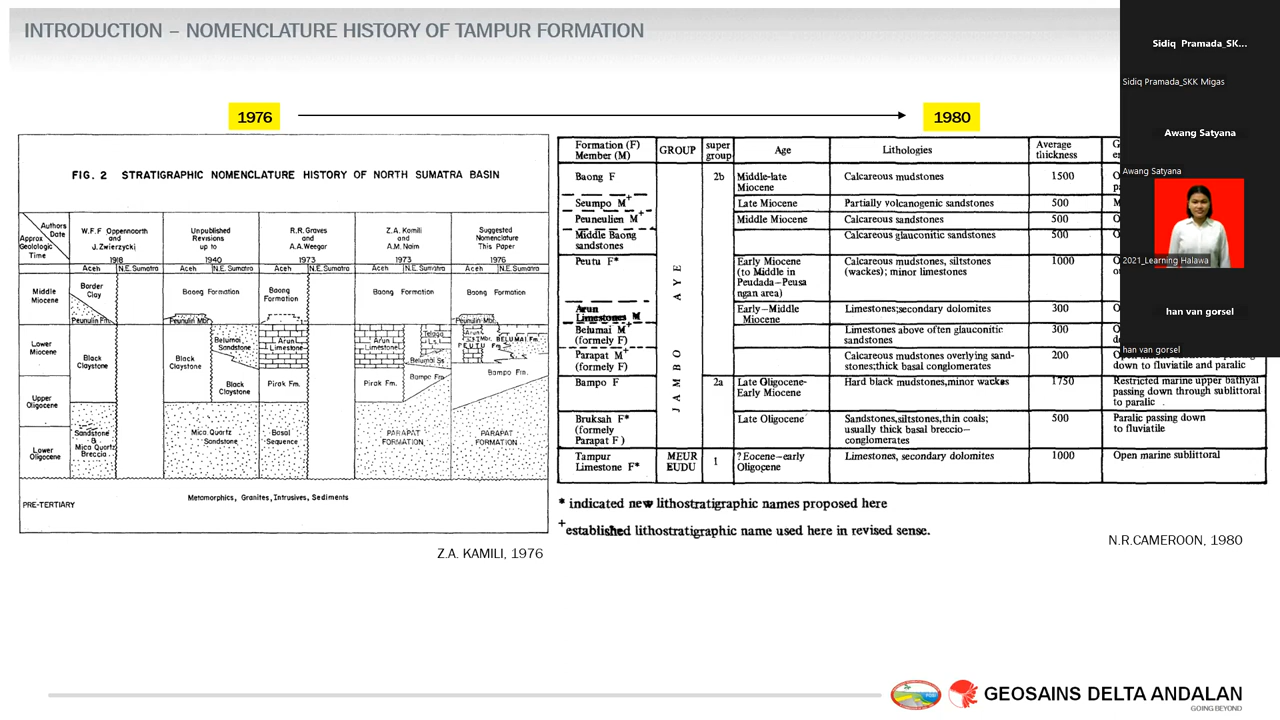 INTRODUCTION – NOMENCLATURE HISTORY OF TAMPUR FORMATION
1976
1980
FIG. 2 STRATIGRAPHIC NOMENCLATURE HISTORY OF NORTH SUMATRA BASIN
Authors
Date
Approx
Geologic
Time
W.F.F Oppennoorth
and
J. Zwierzycki
1918
Unpublished
Revisions
up to
1940
R.R. Graves
and
A.A. Weegar
1973
Z.A. Kamili
and
A.M. Naim
1973
Suggested
Nomenclature
This Paper
1976
Aceh N.E. Sumatra Aceh N.E. Sumatra Aceh N.E. Sumatra Aceh N.E. Sumatra Aceh N.E. Sumatra
Middle
Miocene
Border
Clay
Peunulin Fm.
Baong Formation
Peunulin Mbr.
Baong
Formation
Baong Formation
Baong Formation
Peunulin Mbr.
Lower
Miocene
Black
Claystone
Black
Claystone
Belumai
Sandstone
Black
Claystone
Arun
Limestone
Pirak Fm.
Arun
Limestone
Telaga
Ls.
Belumai Ss
Pirak Fm.
Bampo Fm.
Arun
Ls. Mbr.
BELUMAI Fm.
PEUTU Fm.
Bampo Fm.
Upper
Oligocene
Lower
Oligocene
Sandstone
&
Mica Quartz
Breccia
Mica Quartz
Sandstone
Basal
Sequence
PARAPAT
FORMATION
PARAPAT
FORMATION
PRE-TERTIARY
Metamorphics, Granites, Intrusives, Sediments
Z.A. KAMILI, 1976
Formation (F)
Member (M)
GROUP
super
group
Age
Lithologies
Average
thickness
Baong F
2b
Middle-late
Miocene
Calcareous mudstones
1500
Seumpo M+
Late Miocene
Partially volcanogenic sandstones
500
Peuneulien M+
Middle Miocene
Calcareous sandstones
500
Middle Baong
sandstones
Calcareous glauconitic sandstones
500
Peutu F*
Early Miocene
(to Middle in
Peudada–Peusa
ngan area)
Calcareous mudstones, siltstones
(wackes); minor limestones
1000
Arun
Limestones M
Early–Middle
Miocene
Limestones;secondary dolomites
300
Belumai M+
(formely F)
Limestones above often glauconitic
sandstones
300
Parapat M+
(formely F)
Calcareous mudstones overlying sand-
stones;thick basal conglomerates
200
down to fluviatile and paralic
JAMBO AYE
Bampo F
2a
Late Oligocene-
Early Miocene
Hard black mudstones,minor wackes
1750
Restricted marine upper bathyal
passing down through sublittoral
to paralic
Bruksah F*
(formely
Parapat F )
Late Oligocene
Sandstones,siltstones,thin coals;
usually thick basal breccio–
conglomerates
500
Paralic passing down
to fluviatile
Tampur
Limestone F*
MEUR
EUDU
1
?Eocene–early
Oligocene
Limestones, secondary dolomites
1000
Open marine sublittoral
* indicated new lithostratigraphic names proposed here
+established lithostratigraphic name used here in revised sense.
N.R.CAMEROON, 1980
Sidiq Pramada_SK...
Sidiq Pramada_SKK Migas
Awang Satyana
Awang Satyana
2021_Learning Halawa
han van gorsel
han van gorsel
GEOSAINS DELTA ANDALAN
GOING BEYOND